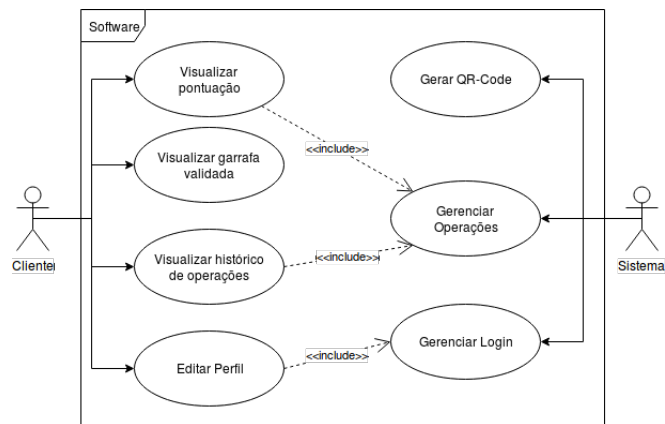 Software
Visualizar
pontuação
Gerar QR-Code
<<include>>
Visualizar garrafa
validada
Gerenciar
Operações
Cliente
Sistema
Visualizar histórico
de operações
<<include>>
Editar Perfil
<<include>>
Gerenciar Login